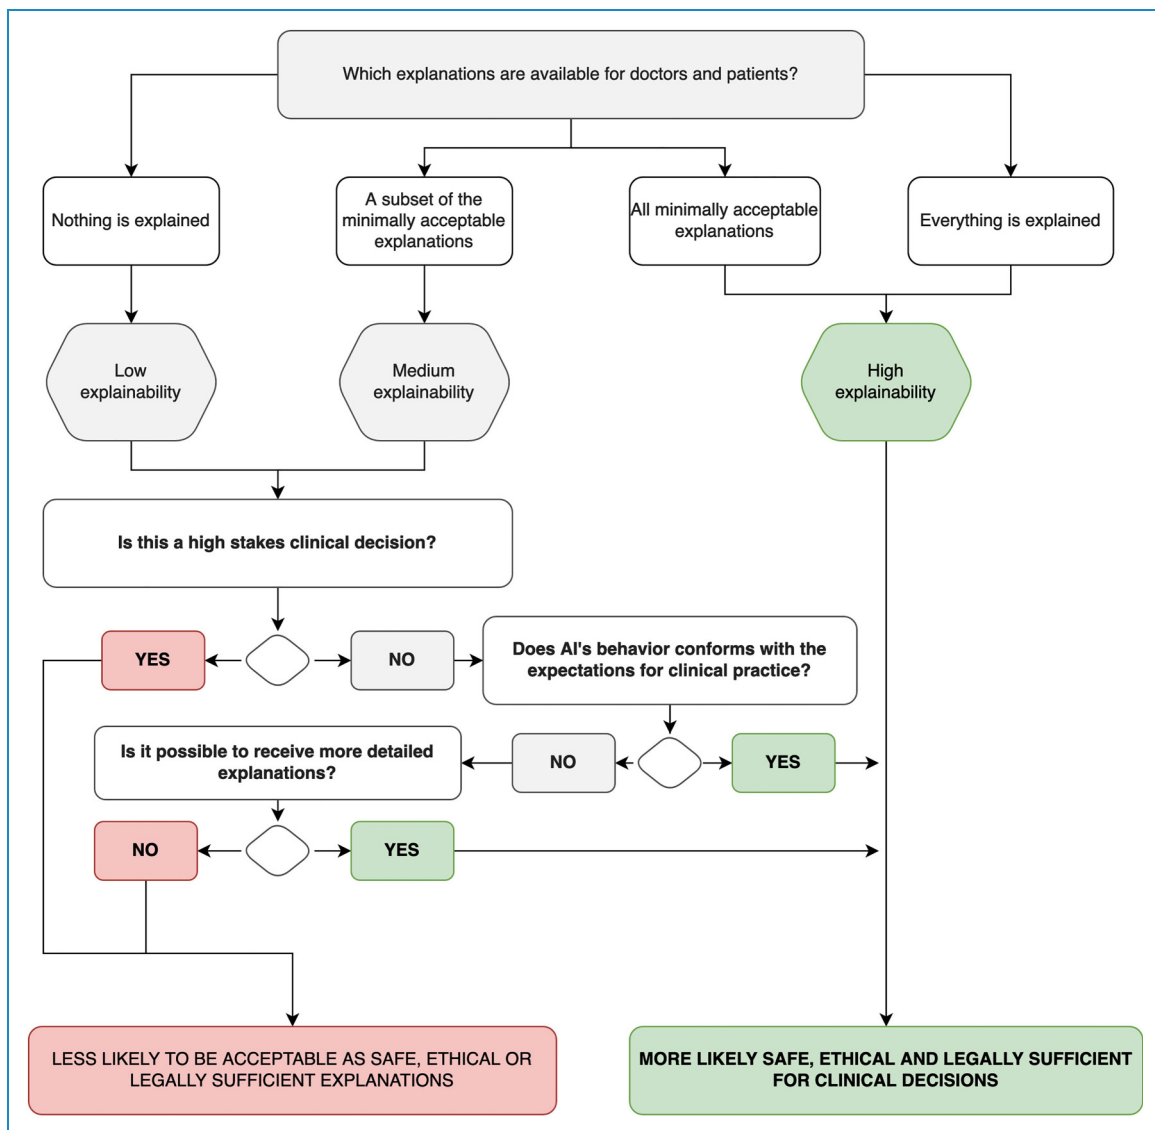 Which explanations are available for doctors and patients?
Nothing is explained
A subset of the
minimally acceptable
explanations
All minimally acceptable
explanations
Everything is explained
Low
explainability
Medium
explainability
High
explainability
Is this a high stakes clinical decision?
YES
NO
Does AI's behavior conforms with the
expectations for clinical practice?
Is it possible to receive more detailed
explanations?
NO
YES
NO
YES
LESS LIKELY TO BE ACCEPTABLE AS SAFE, ETHICAL OR
LEGALLY SUFFICIENT EXPLANATIONS
MORE LIKELY SAFE, ETHICAL AND LEGALLY SUFFICIENT
FOR CLINICAL DECISIONS